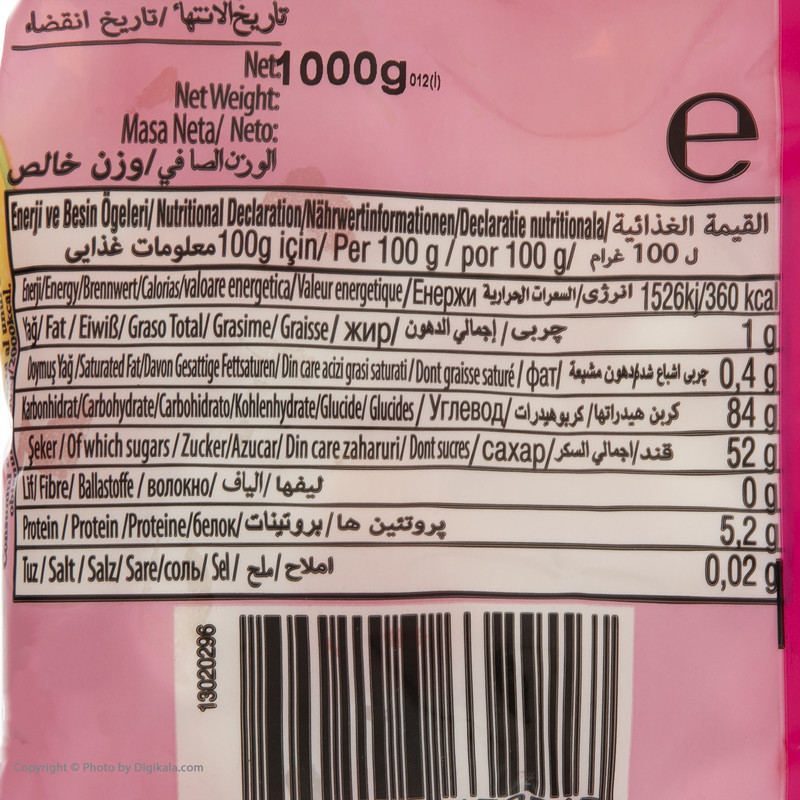 تاريخ الانتهاء/ تاریخ انقضاء
Net: 1000g 012(l)
Net Weight:
Masa Neta/ Neto:
الوزن الصافي/ وزن خالص
e
Enerji ve Besin Ögeleri/ Nutritional Declaration/Nährwertinformationen/Declaratie nutritionala/ القيمة الغذائية
معلومات غذایی 100g için/ Per 100 g / por 100 g/ ل 100 غرام
Enerji/Energy/Brennwert/Calorias/valoare energetica/Valeur energetique/Енержи انرژی/السعرات الحرارية 1526kj/360 kcal
Yağ/ Fat / Eiwiß/ Graso Total/ Grasime/ Graisse/ жир/ چربی / إجمالي الدهون 1 g
Doymuş Yağ /Saturated Fat/Davon Gesattige Fettsaturen/ Din care acizi grasi saturati / Dont graisse saturé / фат/ چربی اشباع شده/دهون مشبعة 0,4 g
Karbonhidrat/Carbohydrate/Carbohidrato/Kohlenhydrate/Glucide/ Glucides / Углевод/ کربن هیدراتها/ كربوهيدرات 84 g
Şeker / Of which sugars / Zucker/Azucar/ Din care zaharuri/ Dont sucres/ сахар/ قند/إجمالي السكر 52 g
Lif/ Fibre/ Ballastoffe / волокно/ لیفها/ ألياف 0 g
Protein / Protein /Proteine/белок/ پروتئین ها/ بروتينات 5,2 g
Tuz / Salt / Salz/ Sare/соль/ Sel / املاح/ ملح 0,02 g
13020296
Copyright © Photo by Digikala.com